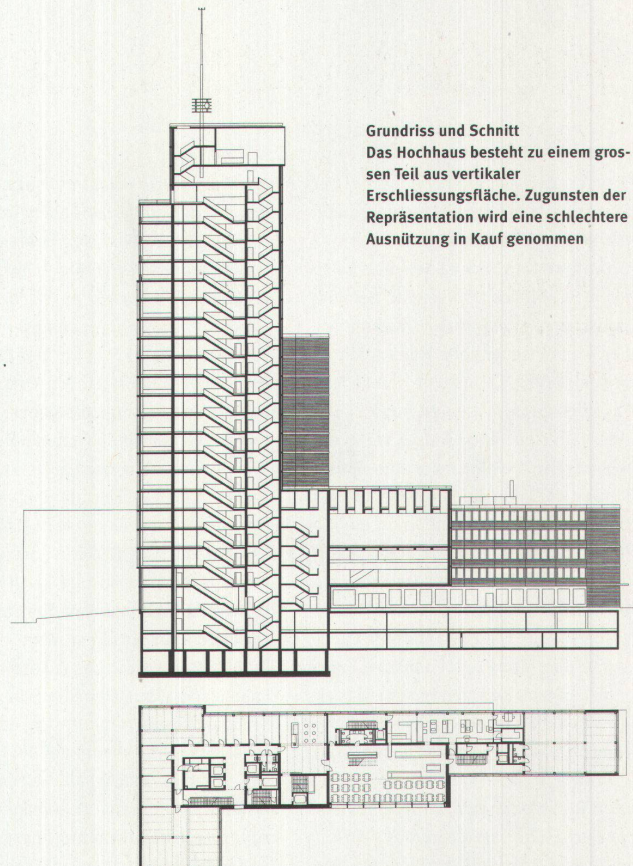 Grundriss und Schnitt
Das Hochhaus besteht zu einem gros-
sen Teil aus vertikaler
Erschliessungsfläche. Zugunsten der
Repräsentation wird eine schlechtere
Ausnützung in Kauf genommen